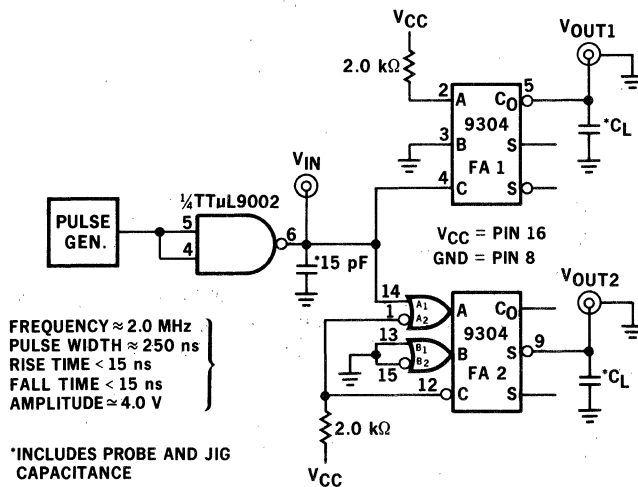 VCC
2.0 kΩ
VOUT1
2 A CO 5
9304
3 B S
FA 1
4 C S
*CL
VIN
¼TTμL9002
PULSE
GEN.
5
4
6
*15 pF
VCC = PIN 16
GND = PIN 8
VOUT2
14 A1
1 A2
A CO
9304
13 B1
15 B2
B S 9
FA 2
12 C S
*CL
2.0 kΩ
VCC
FREQUENCY ≈ 2.0 MHz
PULSE WIDTH ≈ 250 ns
RISE TIME < 15 ns
FALL TIME < 15 ns
AMPLITUDE ≃ 4.0 V
*INCLUDES PROBE AND JIG
CAPACITANCE